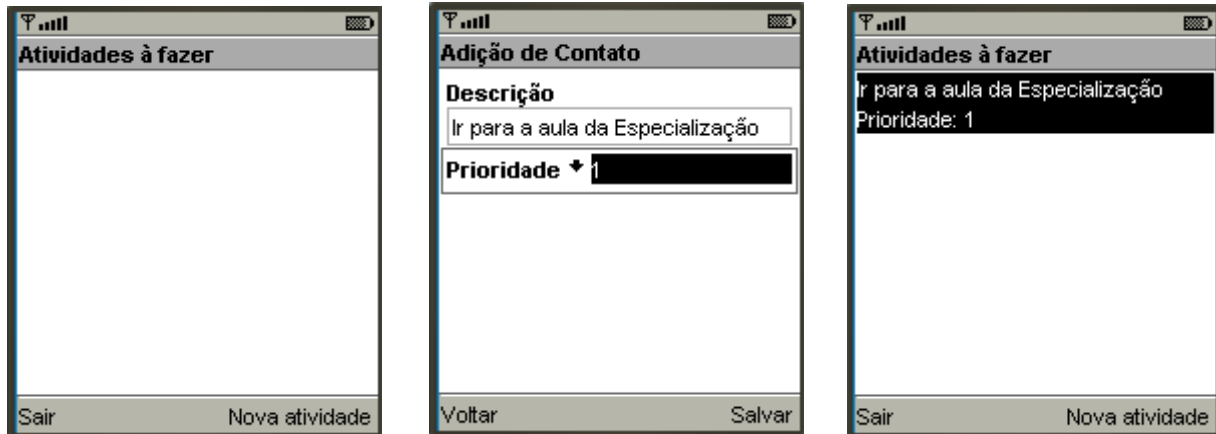 Atividades à fazer
Sair Nova atividade
Adição de Contato
Descrição
Ir para a aula da Especialização
Prioridade 1
Voltar Salvar
Atividades à fazer
Ir para a aula da Especialização
Prioridade: 1
Sair Nova atividade